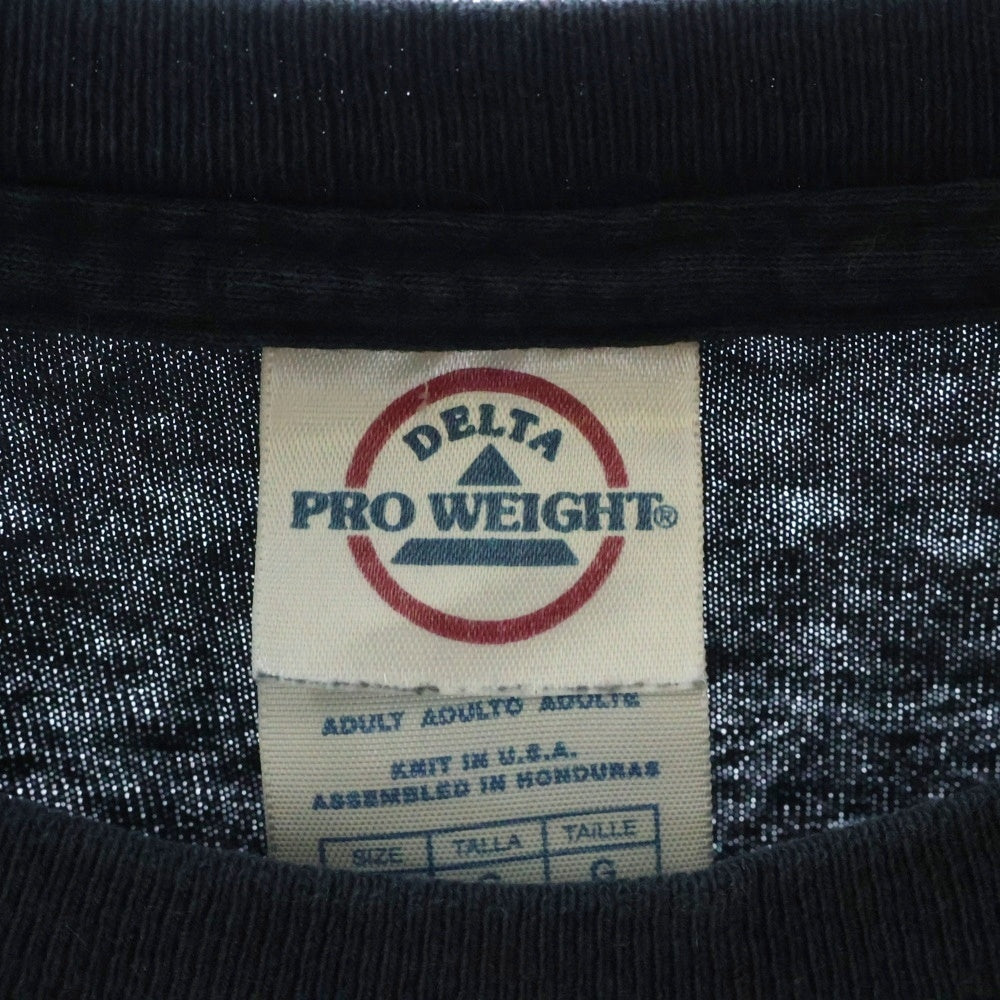 DELTA
PRO WEIGHT®
ADULT ADULTO ADULTE
KNIT IN U.S.A.
ASSEMBLED IN HONDURAS
SIZE TALLA TAILLE
G